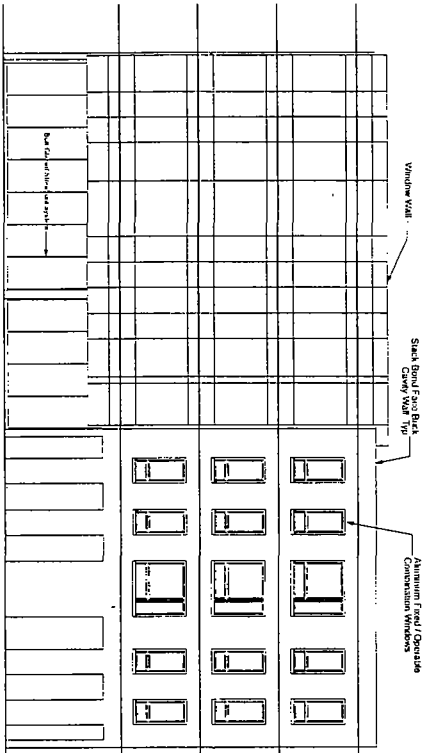 Window Wall
Stack Bond Face Brick
Cavity Wall, Typ
Aluminum Fixed / Operable
Combination Windows